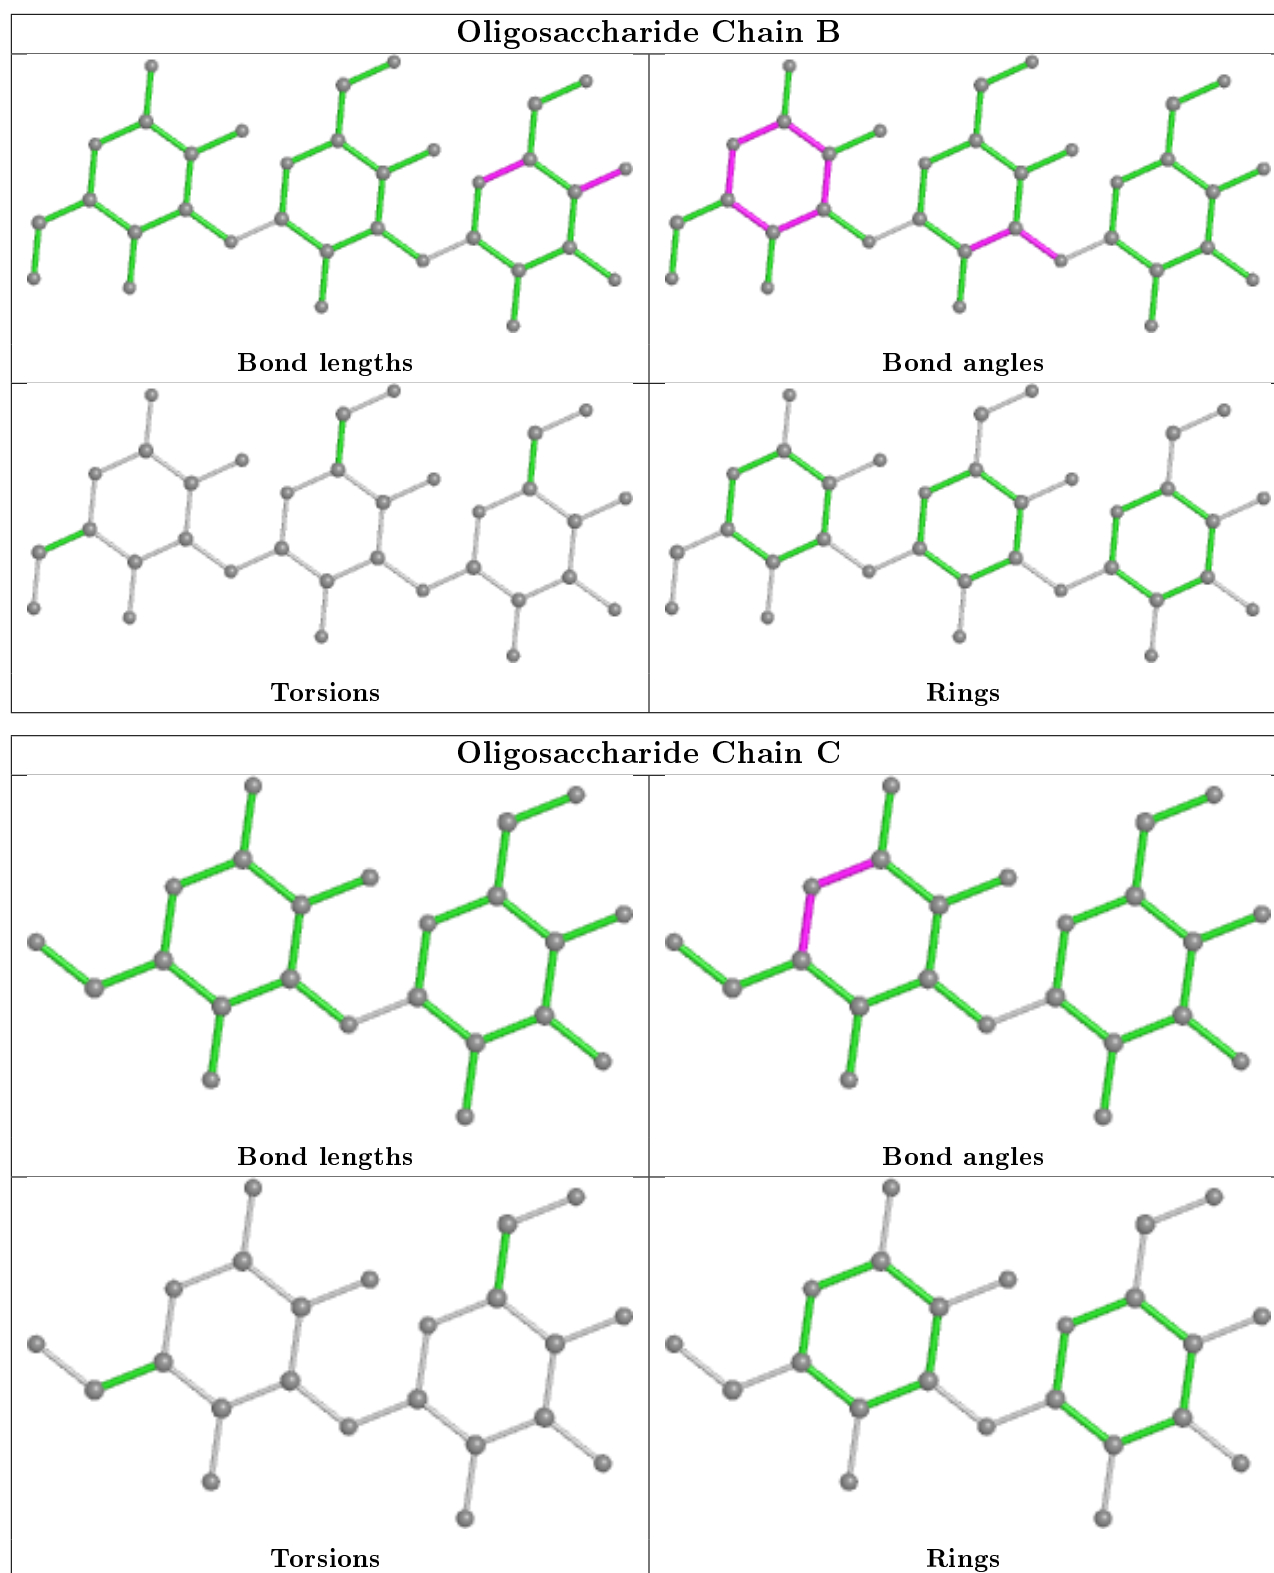 Oligosaccharide Chain B
Bond lengths
Bond angles
Torsions
Rings
Oligosaccharide Chain C
Bond lengths
Bond angles
Torsions
Rings